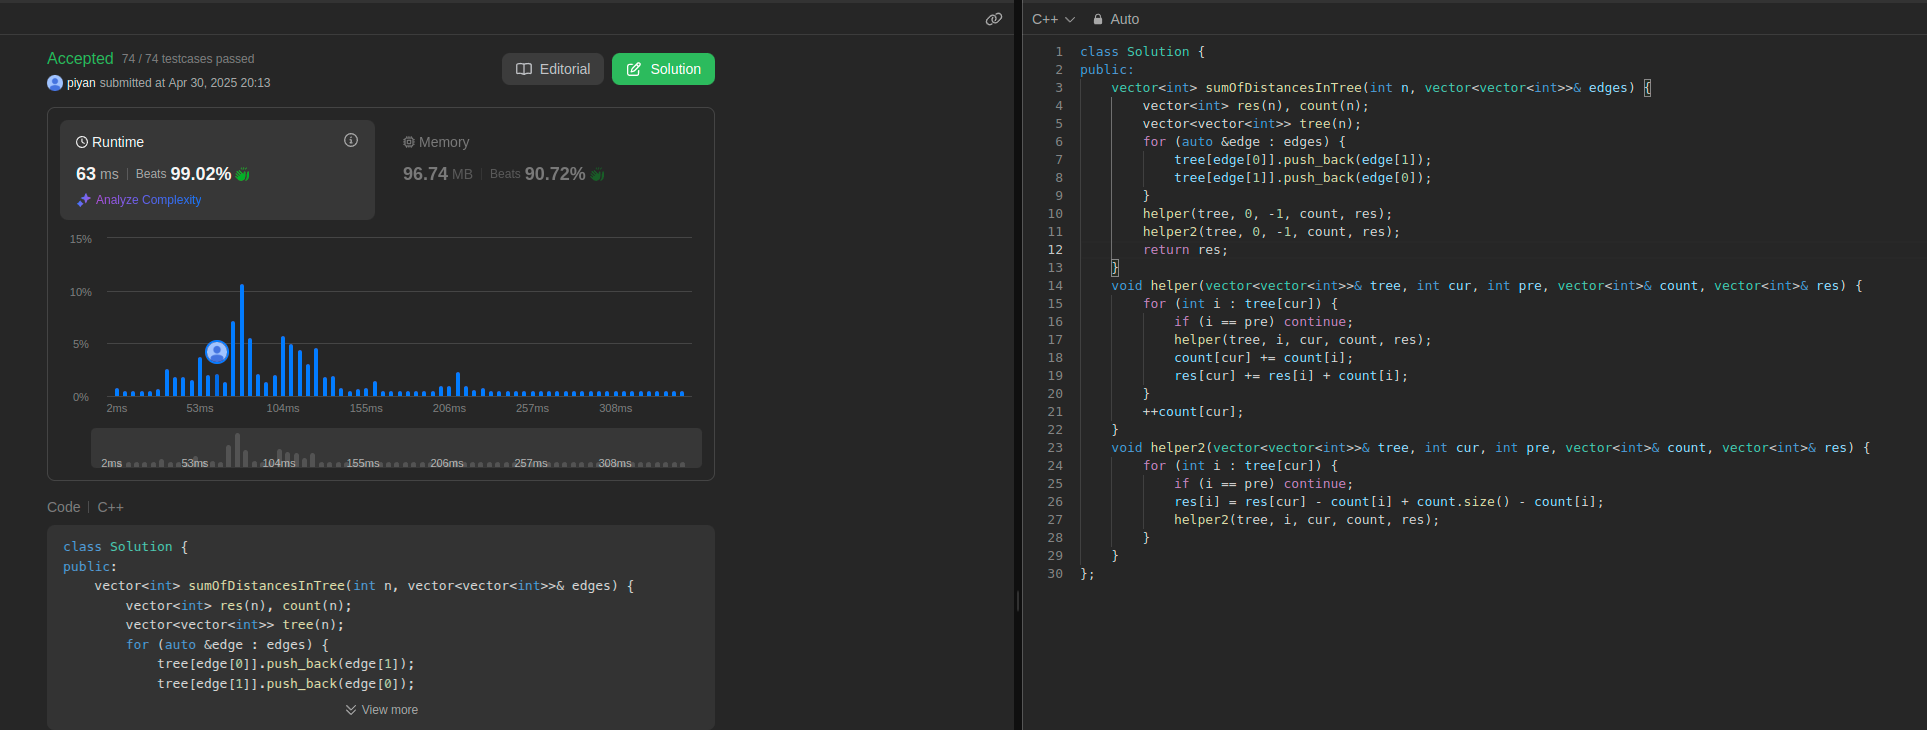 Accepted 74 / 74 testcases passed
piyan submitted at Apr 30, 2025 20:13
Editorial
Solution
Runtime
63 ms | Beats 99.02%
Analyze Complexity
Memory
96.74 MB | Beats 90.72%
15%
10%
5%
0%
2ms 53ms 104ms 155ms 206ms 257ms 308ms
2ms 53ms 104ms 155ms 206ms 257ms 308ms
Code | C++
class Solution {
public:
    vector<int> sumOfDistancesInTree(int n, vector<vector<int>>& edges) {
        vector<int> res(n), count(n);
        vector<vector<int>> tree(n);
        for (auto &edge : edges) {
            tree[edge[0]].push_back(edge[1]);
            tree[edge[1]].push_back(edge[0]);
View more
C++ Auto
1 class Solution {
2 public:
3     vector<int> sumOfDistancesInTree(int n, vector<vector<int>>& edges) {
4         vector<int> res(n), count(n);
5         vector<vector<int>> tree(n);
6         for (auto &edge : edges) {
7             tree[edge[0]].push_back(edge[1]);
8             tree[edge[1]].push_back(edge[0]);
9         }
10         helper(tree, 0, -1, count, res);
11         helper2(tree, 0, -1, count, res);
12         return res;
13     }
14     void helper(vector<vector<int>>& tree, int cur, int pre, vector<int>& count, vector<int>& res) {
15         for (int i : tree[cur]) {
16             if (i == pre) continue;
17             helper(tree, i, cur, count, res);
18             count[cur] += count[i];
19             res[cur] += res[i] + count[i];
20         }
21         ++count[cur];
22     }
23     void helper2(vector<vector<int>>& tree, int cur, int pre, vector<int>& count, vector<int>& res) {
24         for (int i : tree[cur]) {
25             if (i == pre) continue;
26             res[i] = res[cur] - count[i] + count.size() - count[i];
27             helper2(tree, i, cur, count, res);
28         }
29     }
30 };